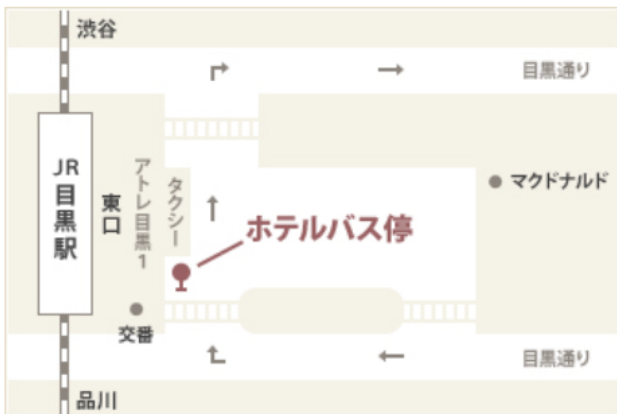 渋谷
目黒通り
JR
目黒駅
東口
アトレ目黒1
タクシー
ホテルバス停
マクドナルド
交番
目黒通り
品川